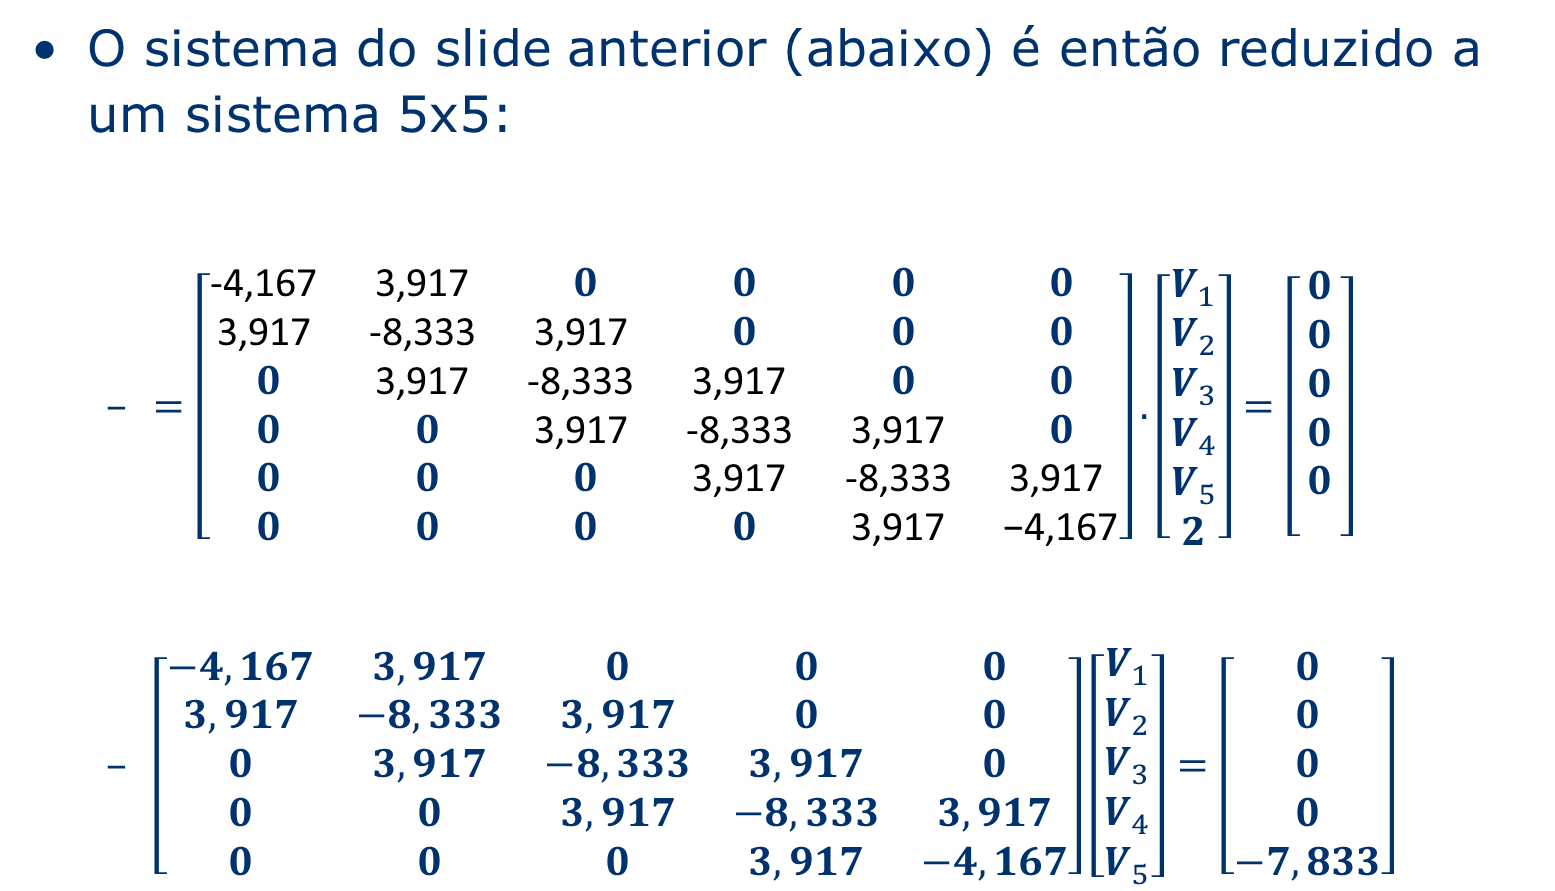 • O sistema do slide anterior (abaixo) é então reduzido a
um sistema 5x5:
-4,167 3,917 0 0 0 0 V1 0
3,917 -8,333 3,917 0 0 0 V2 0
0 3,917 -8,333 3,917 0 0 V3 0
– = . =
0 0 3,917 -8,333 3,917 0 V4 0
0 0 0 3,917 -8,333 3,917 V5 0
0 0 0 0 3,917 −4,167 2
−4,167 3,917 0 0 0 V1 0
3,917 −8,333 3,917 0 0 V2 0
0 3,917 −8,333 3,917 0 V3 0
– =
0 0 3,917 −8,333 3,917 V4 0
0 0 0 3,917 −4,167 V5 −7,833